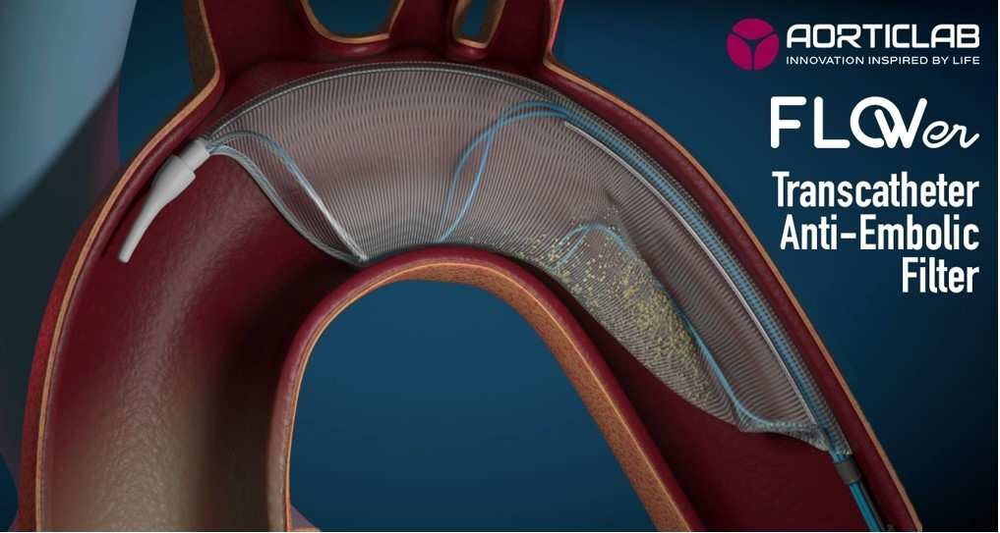 AORTICLAB
INNOVATION INSPIRED BY LIFE
FLOWer
Transcatheter
Anti-Embolic
Filter